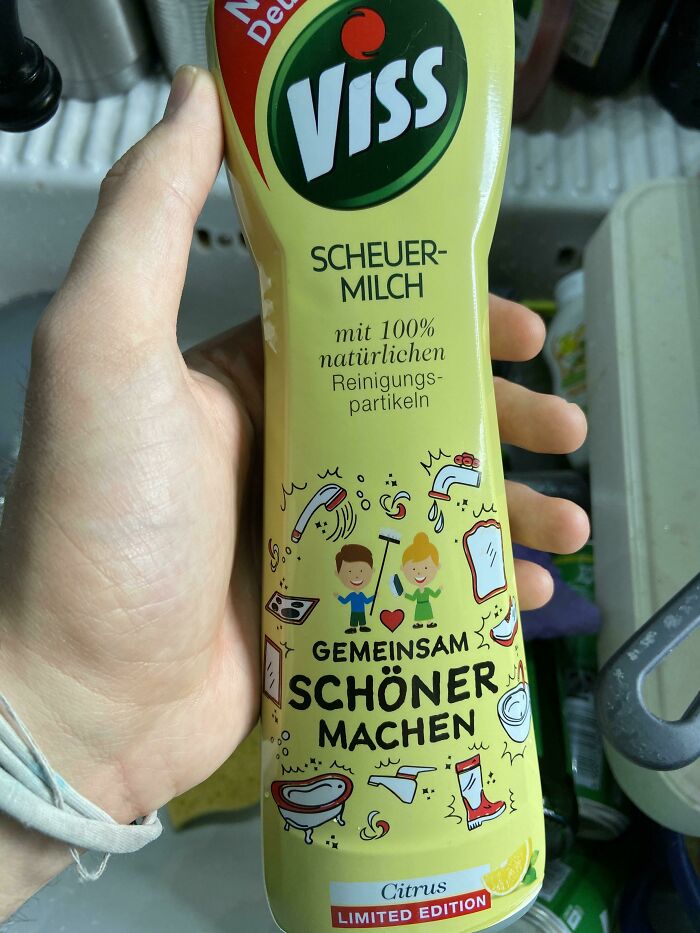 Viss
SCHEUER-
MILCH
mit 100%
natürlichen
Reinigungs-
partikeln
GEMEINSAM
SCHÖNER
MACHEN
Citrus
LIMITED EDITION